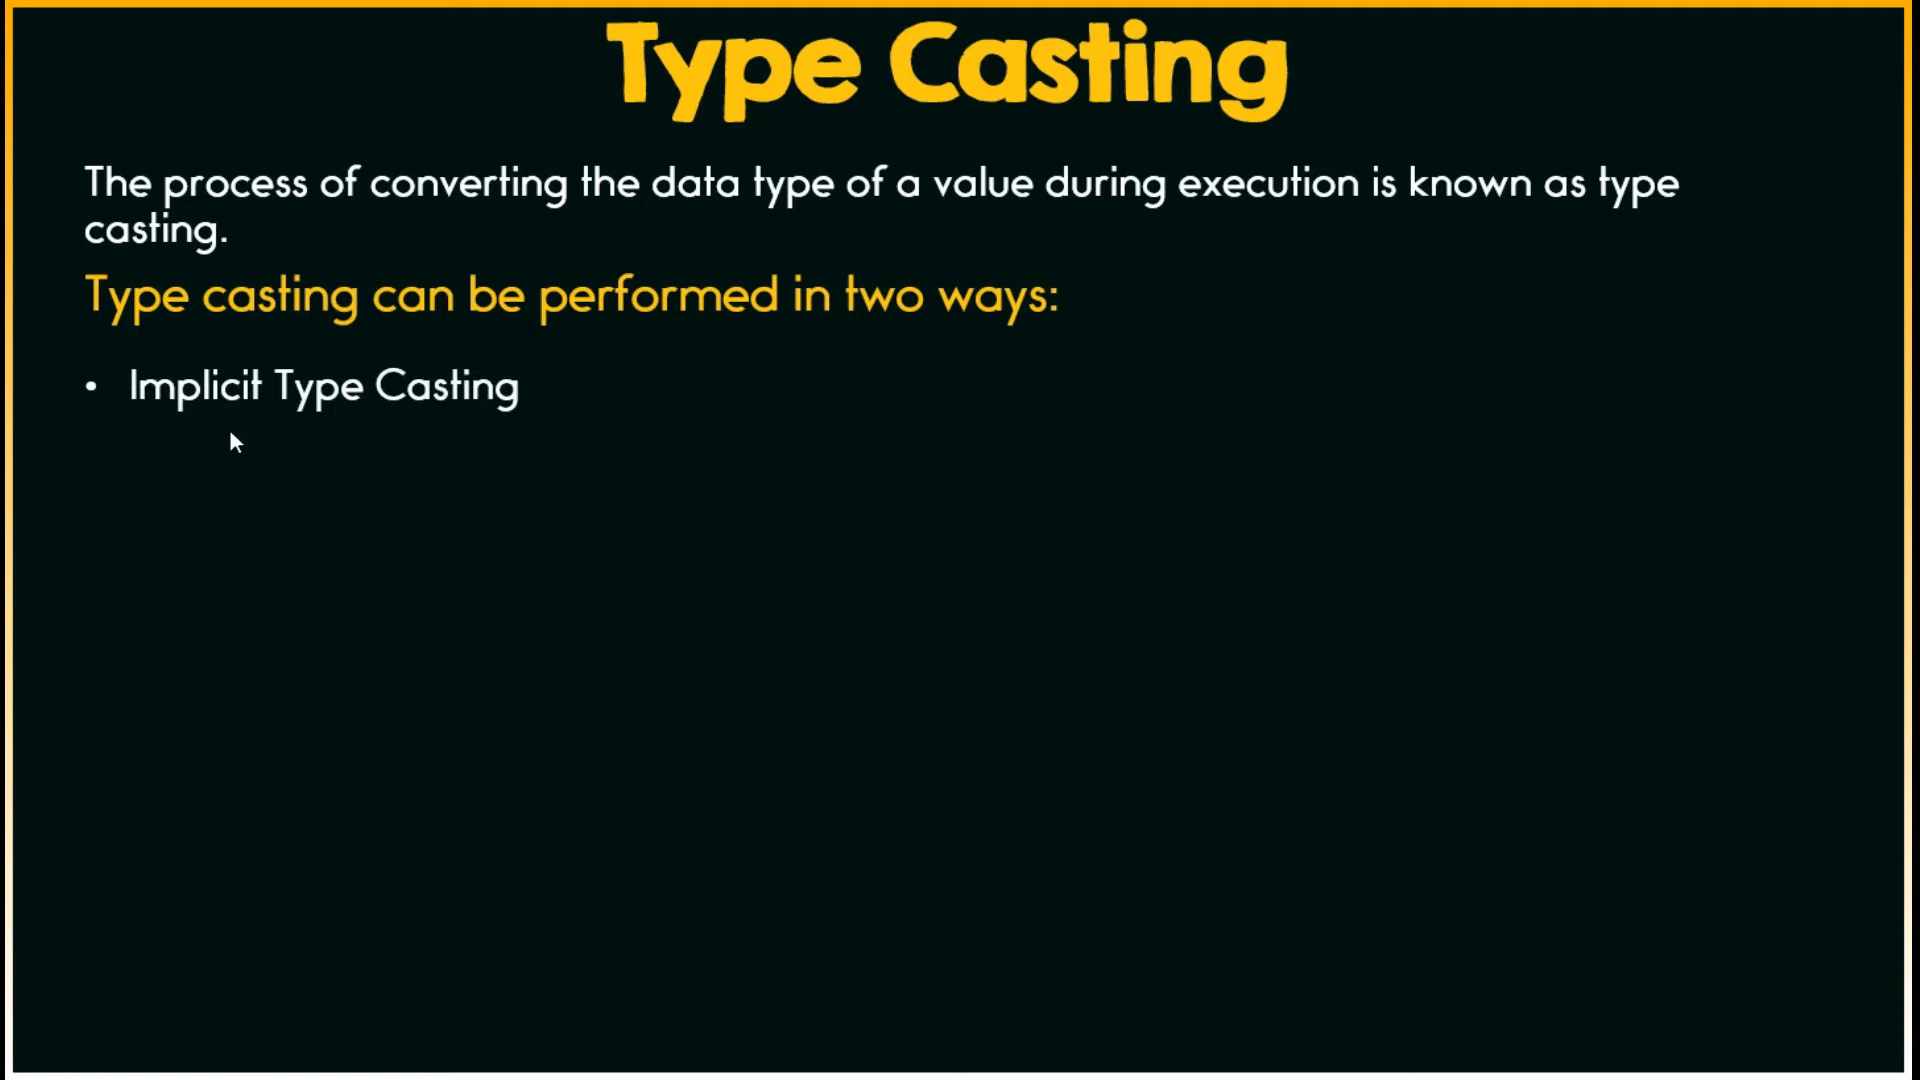 Type Casting
The process of converting the data type of a value during execution is known as type
casting.
Type casting can be performed in two ways:
• Implicit Type Casting